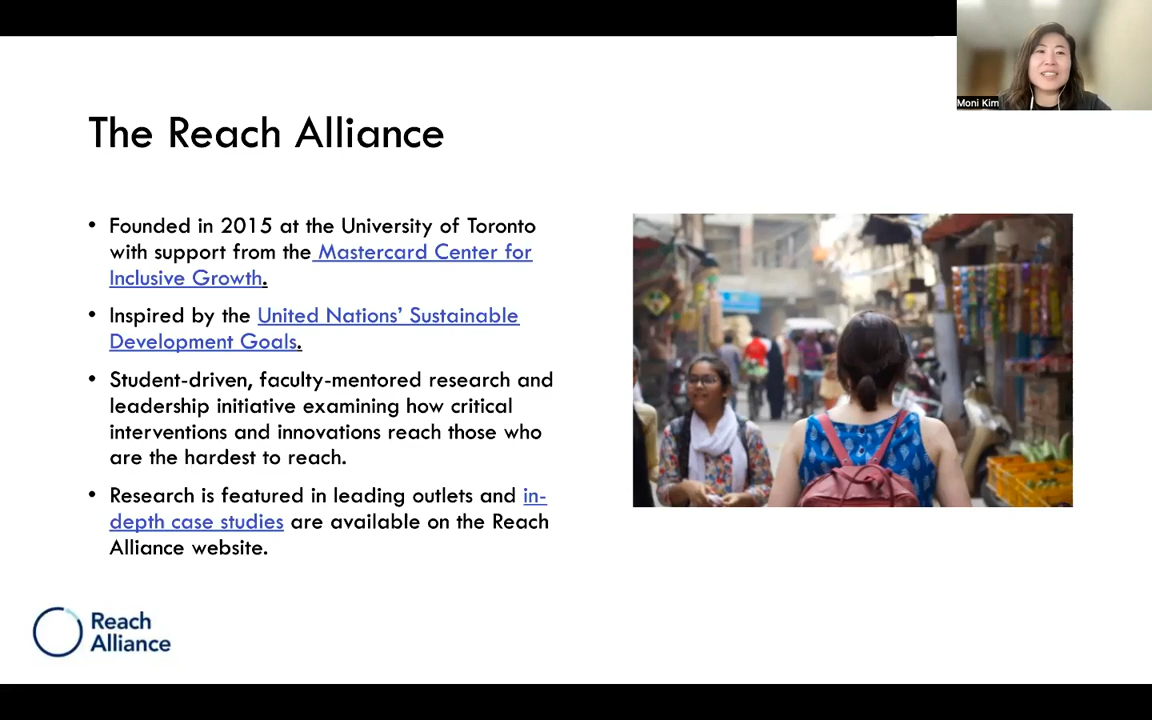 Moni Kim
The Reach Alliance
• Founded in 2015 at the University of Toronto
with support from the Mastercard Center for
Inclusive Growth.
• Inspired by the United Nations’ Sustainable
Development Goals.
• Student-driven, faculty-mentored research and
leadership initiative examining how critical
interventions and innovations reach those who
are the hardest to reach.
• Research is featured in leading outlets and in-
depth case studies are available on the Reach
Alliance website.
Reach
Alliance